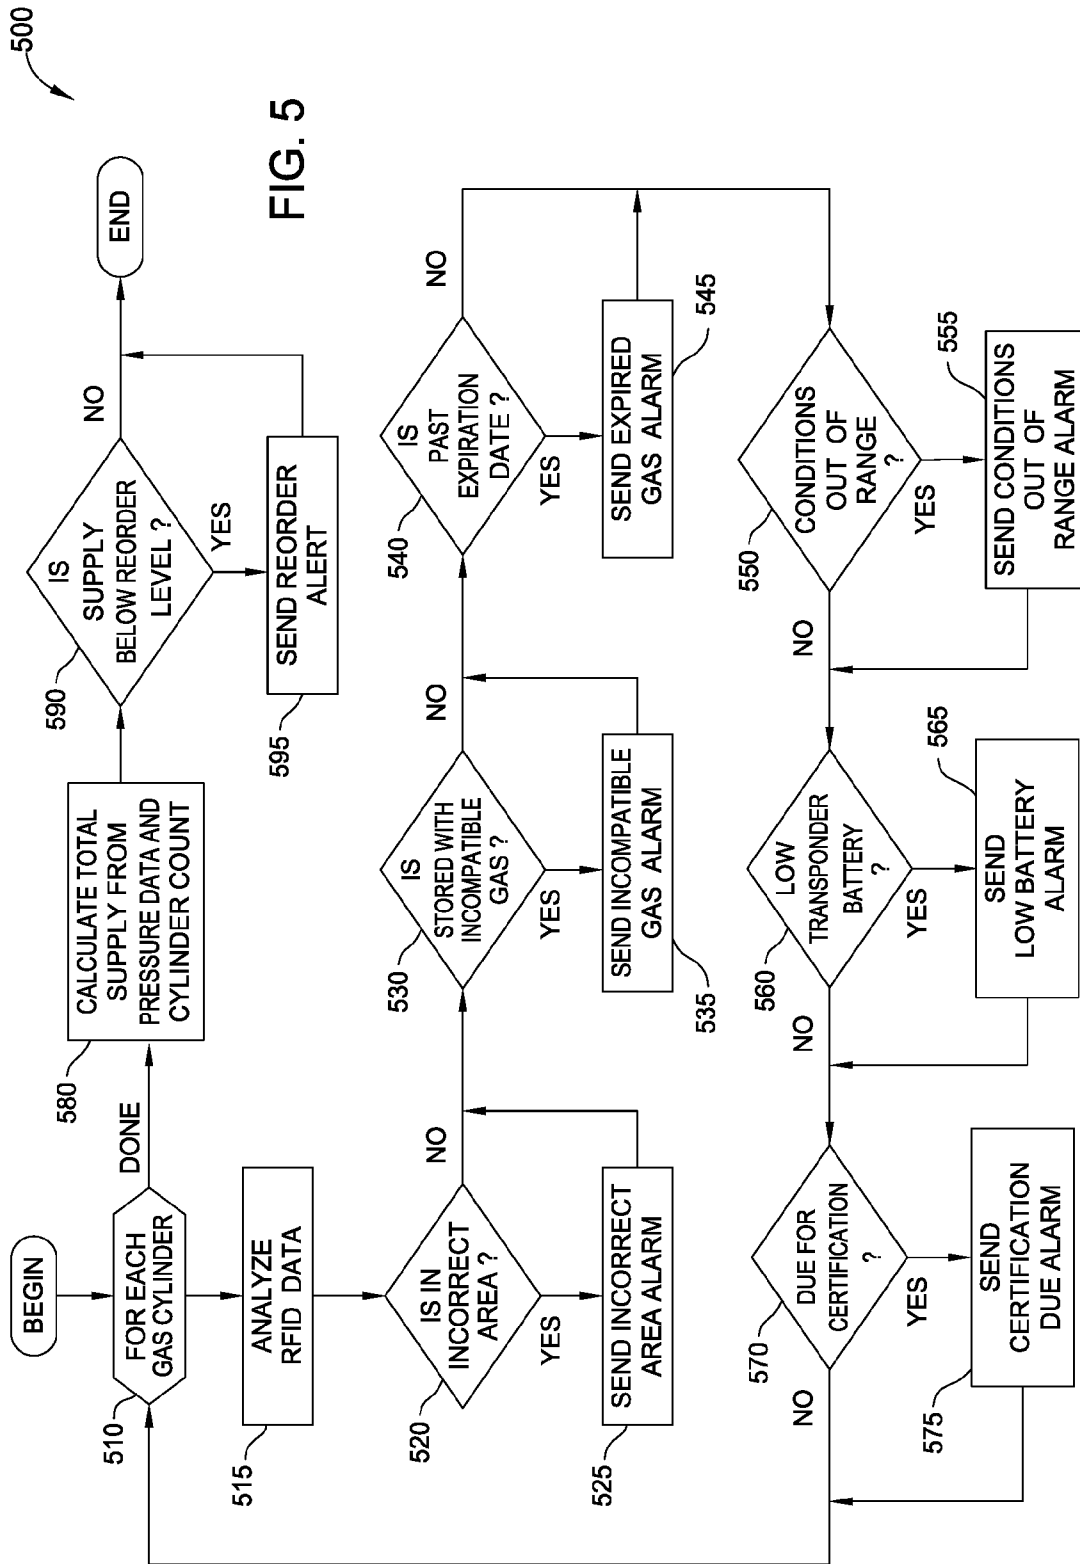 500
BEGIN
510
FOR EACH
GAS CYLINDER
DONE
515
ANALYZE
RFID DATA
520
IS IN
INCORRECT
AREA ?
NO
YES
525
SEND INCORRECT
AREA ALARM
530
IS
STORED WITH
INCOMPATIBLE
GAS ?
NO
YES
535
SEND INCOMPATIBLE
GAS ALARM
540
IS
PAST
EXPIRATION
DATE ?
NO
YES
545
SEND EXPIRED
GAS ALARM
550
CONDITIONS
OUT OF
RANGE
?
NO
YES
555
SEND CONDITIONS
OUT OF
RANGE ALARM
560
LOW
TRANSPONDER
BATTERY
?
NO
YES
565
SEND
LOW BATTERY
ALARM
570
DUE FOR
CERTIFICATION
?
NO
YES
575
SEND
CERTIFICATION
DUE ALARM
580
CALCULATE TOTAL
SUPPLY FROM
PRESSURE DATA AND
CYLINDER COUNT
590
IS
SUPPLY
BELOW REORDER
LEVEL ?
NO
YES
595
SEND REORDER
ALERT
END
FIG. 5